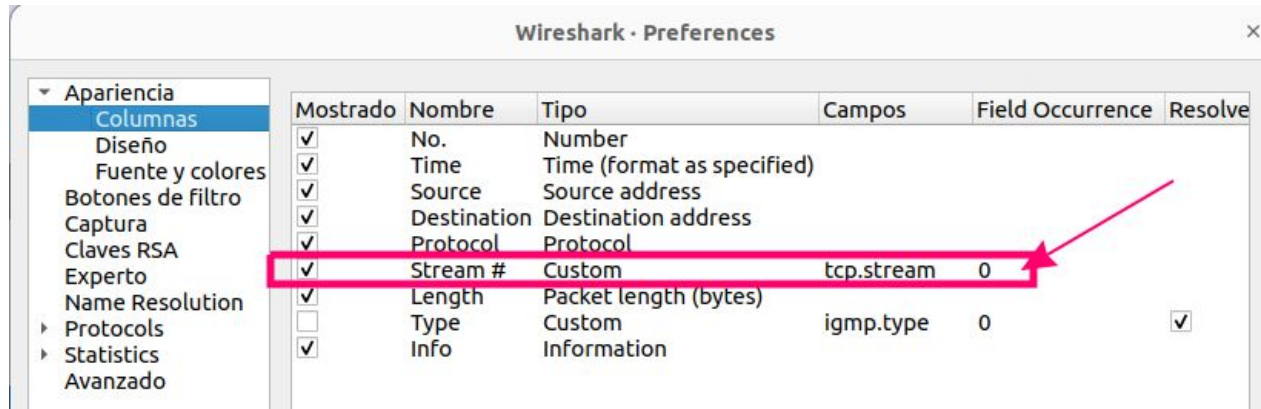 Wireshark · Preferences
Apariencia
Columnas
Diseño
Fuente y colores
Botones de filtro
Captura
Claves RSA
Experto
Name Resolution
Protocols
Statistics
Avanzado
Mostrado Nombre Tipo Campos Field Occurrence Resolve
No. Number
Time Time (format as specified)
Source Source address
Destination Destination address
Protocol Protocol
Stream # Custom tcp.stream 0
Length Packet length (bytes)
Type Custom igmp.type 0
Info Information